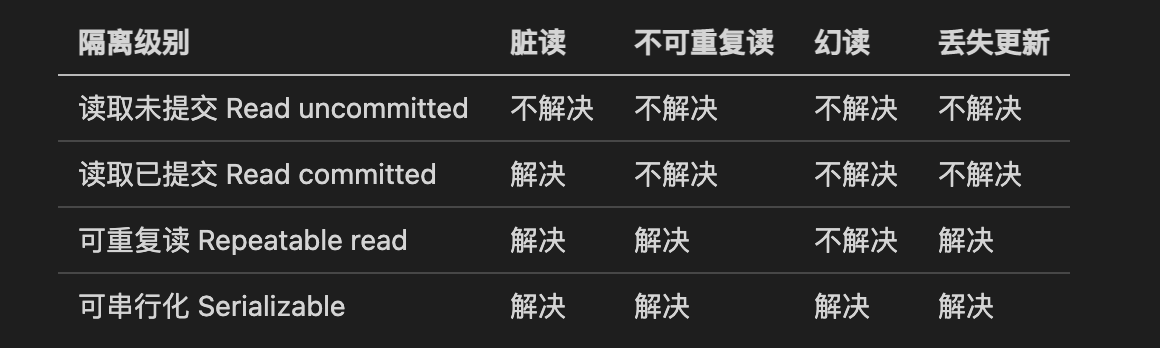 隔离级别 脏读 不可重复读 幻读 丢失更新
读取未提交 Read uncommitted 不解决 不解决 不解决 不解决
读取已提交 Read committed 解决 不解决 不解决 不解决
可重复读 Repeatable read 解决 解决 不解决 解决
可串行化 Serializable 解决 解决 解决 解决